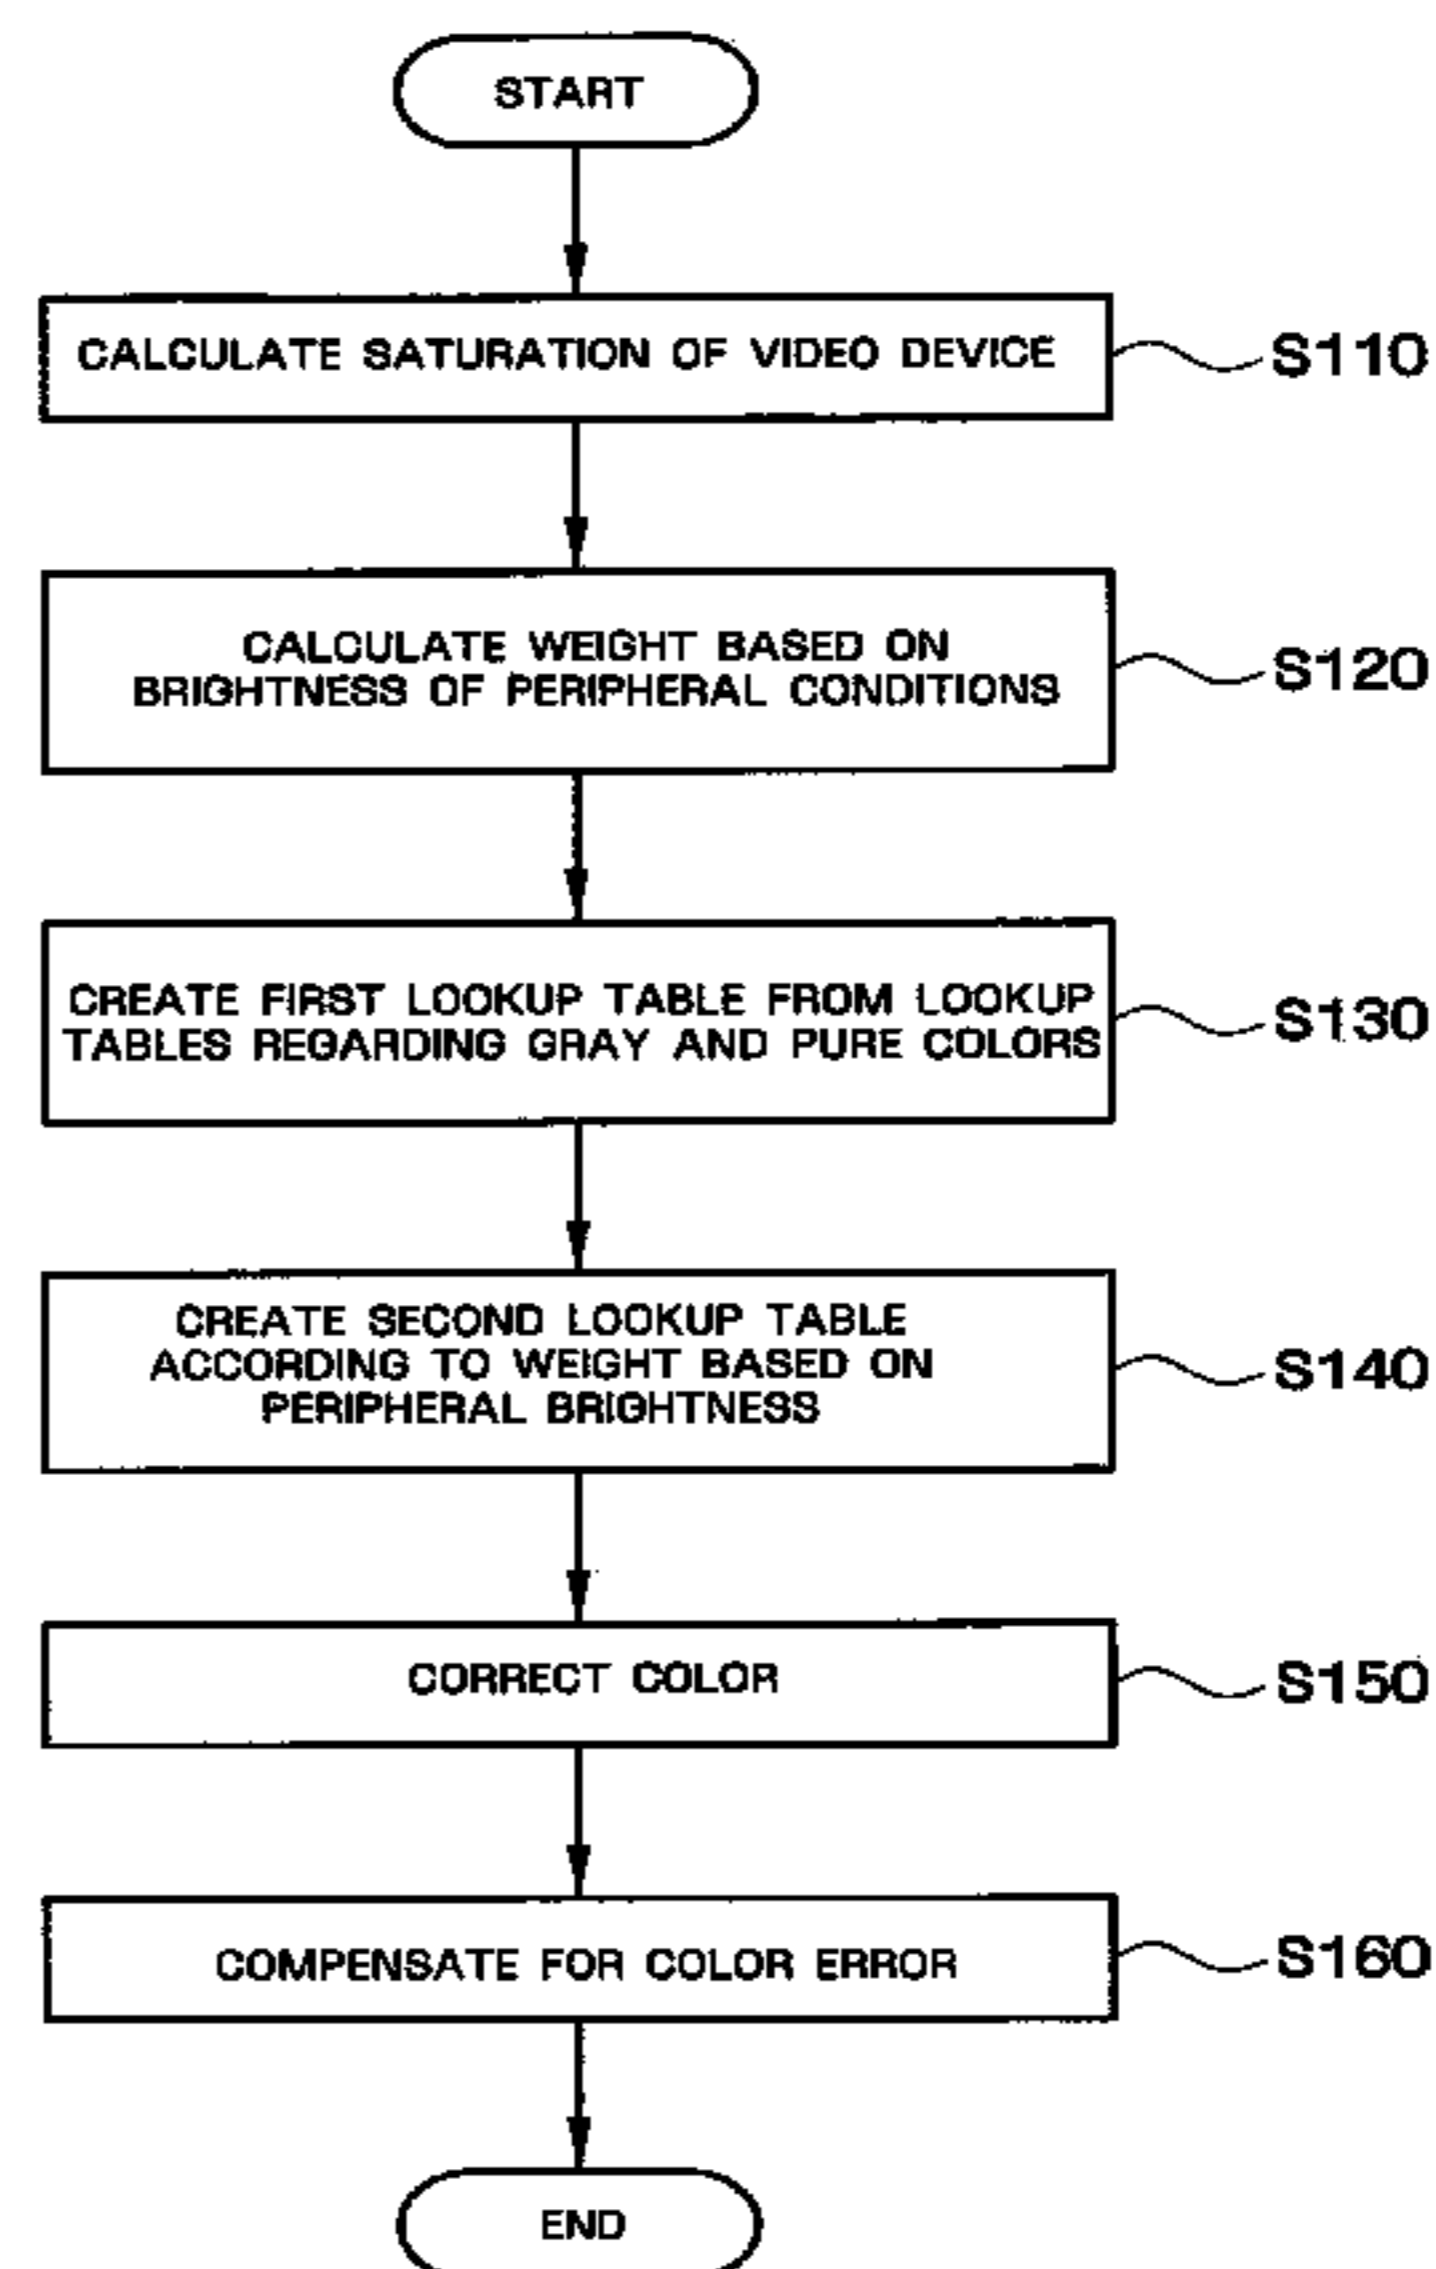 START
CALCULATE SATURATION OF VIDEO DEVICE
S110
CALCULATE WEIGHT BASED ON
BRIGHTNESS OF PERIPHERAL CONDITIONS
S120
CREATE FIRST LOOKUP TABLE FROM LOOKUP
TABLES REGARDING GRAY AND PURE COLORS
S130
CREATE SECOND LOOKUP TABLE
ACCORDING TO WEIGHT BASED ON
PERIPHERAL BRIGHTNESS
S140
CORRECT COLOR
S150
COMPENSATE FOR COLOR ERROR
S160
END